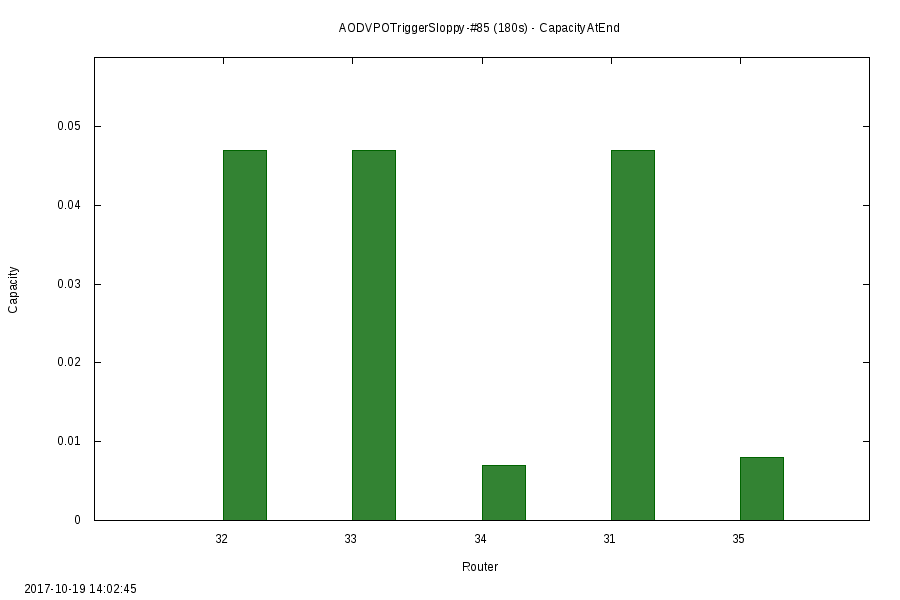 AODVPOTriggerSloppy-#85 (180s) - CapacityAtEnd
0.05
0.04
0.03
0.02
0.01
0
Capacity
32 33 34 31 35
Router
2017-10-19 14:02:45